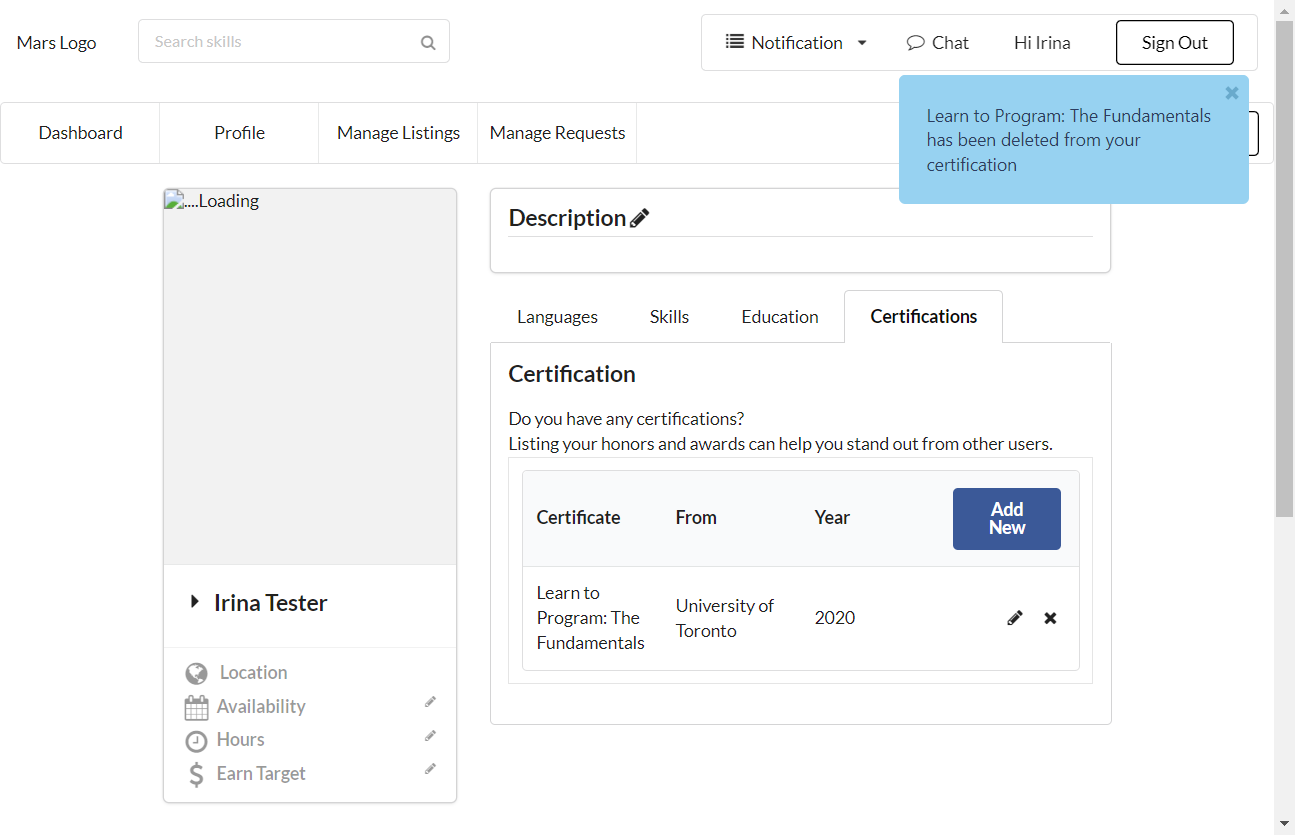 Mars Logo
Search skills
Notification
Chat
Hi Irina
Sign Out
Learn to Program: The Fundamentals
has been deleted from your
certification
Dashboard
Profile
Manage Listings
Manage Requests
....Loading
Description
Languages
Skills
Education
Certifications
Certification
Do you have any certifications?
Listing your honors and awards can help you stand out from other users.
Certificate
From
Year
Add
New
Learn to
Program: The
Fundamentals
University of
Toronto
2020
Irina Tester
Location
Availability
Hours
Earn Target